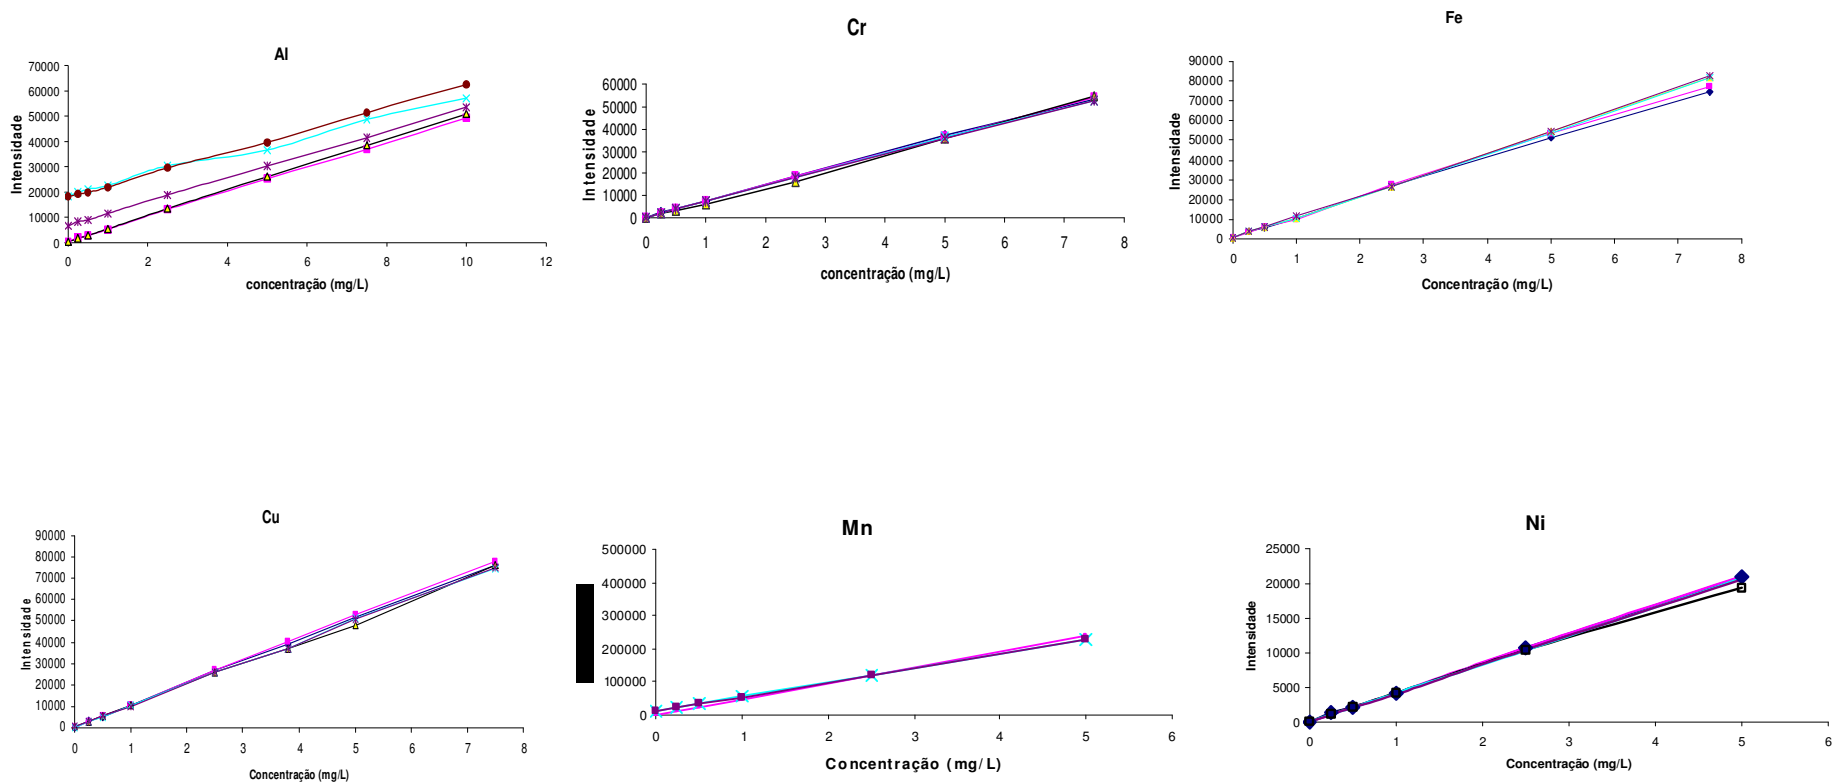 Al
Intensidade
70000
60000
50000
40000
30000
20000
10000
0
0 2 4 6 8 10 12
concentração (mg/L)
Cr
Intensidade
60000
50000
40000
30000
20000
10000
0
0 1 2 3 4 5 6 7 8
concentração (mg/L)
Fe
Intensidade
90000
80000
70000
60000
50000
40000
30000
20000
10000
0
0 1 2 3 4 5 6 7 8
Concentração (mg/L)
Cu
Intensidade
90000
80000
70000
60000
50000
40000
30000
20000
10000
0
0 1 2 3 4 5 6 7 8
Concentração (mg/L)
Mn
500000
400000
300000
200000
100000
0
0 1 2 3 4 5 6
Concentração (mg/L)
Ni
Intensidade
25000
20000
15000
10000
5000
0
0 1 2 3 4 5 6
Concentração (mg/L)